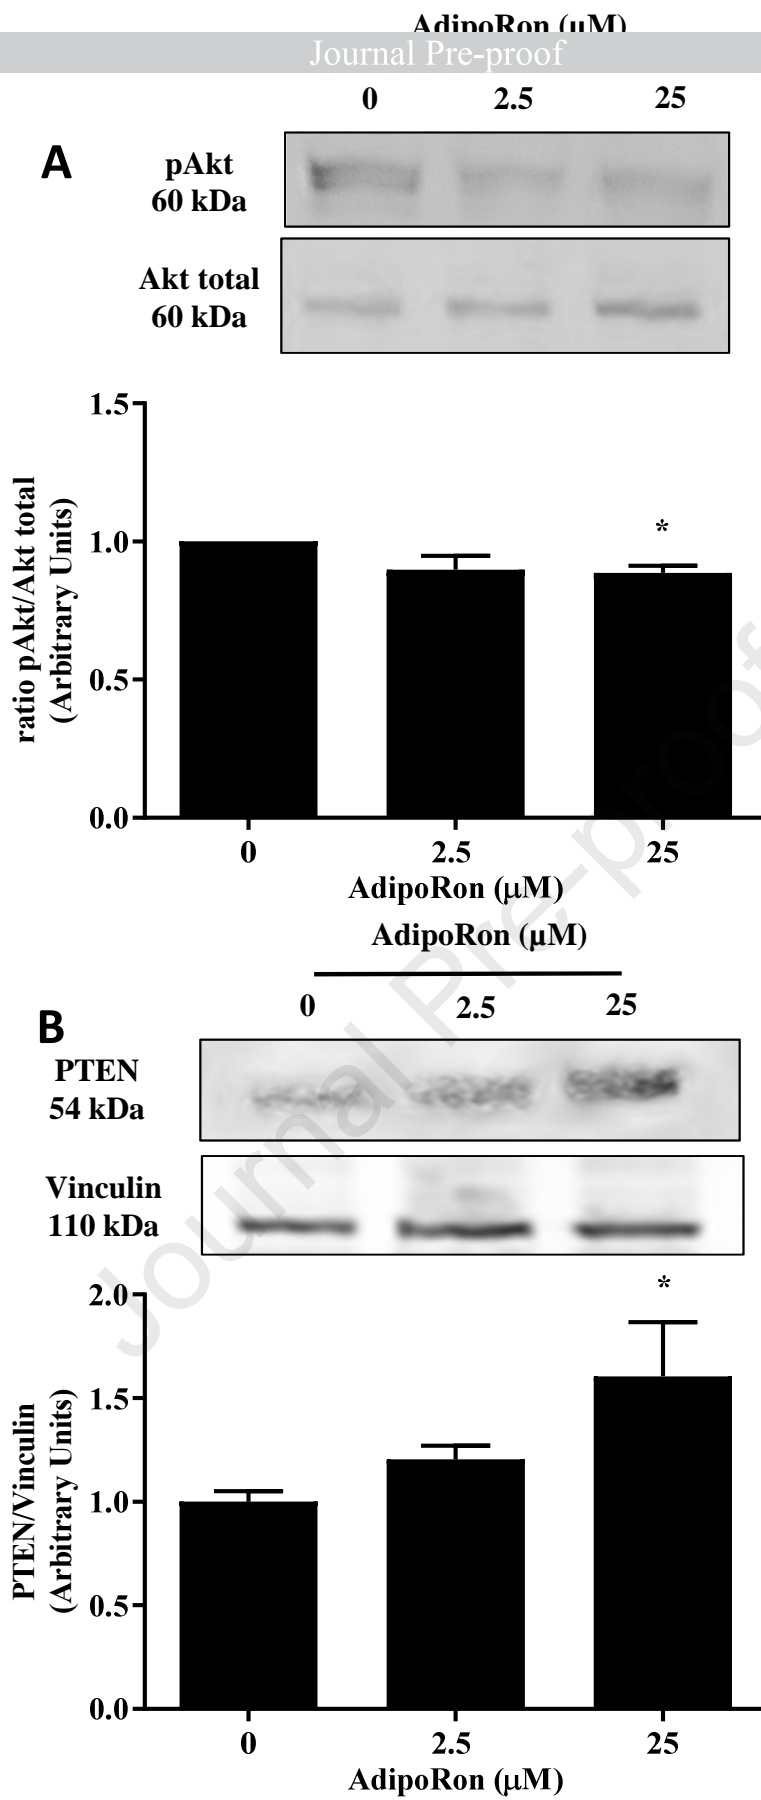 AdipoRon (μM)
Journal Pre-proof
0 2.5 25
A
pAkt
60 kDa
Akt total
60 kDa
1.5
1.0
0.5
0.0
ratio pAkt/Akt total
(Arbitrary Units)
*
0 2.5 25
AdipoRon (μM)
AdipoRon (μM)
0 2.5 25
B
PTEN
54 kDa
Vinculin
110 kDa
2.0
1.5
1.0
0.5
0.0
PTEN/Vinculin
(Arbitrary Units)
*
0 2.5 25
AdipoRon (μM)
Journal Pre-proof